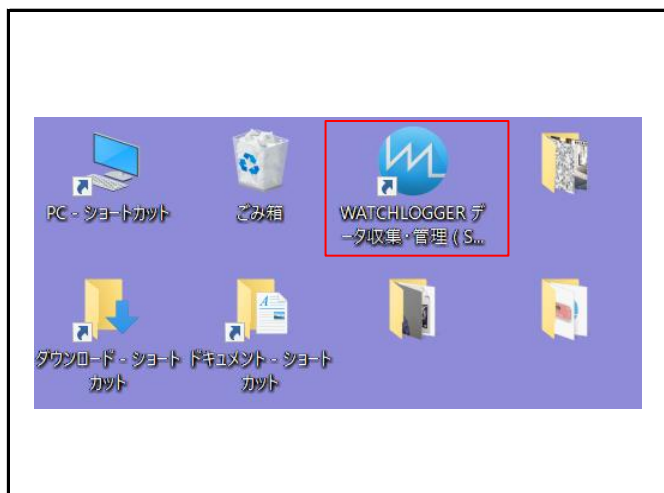 PC - ショートカット
ごみ箱
WATCHLOGGER デ
ータ収集・管理 ( S...
ダウンロード - ショート
カット
ドキュメント - ショート
カット